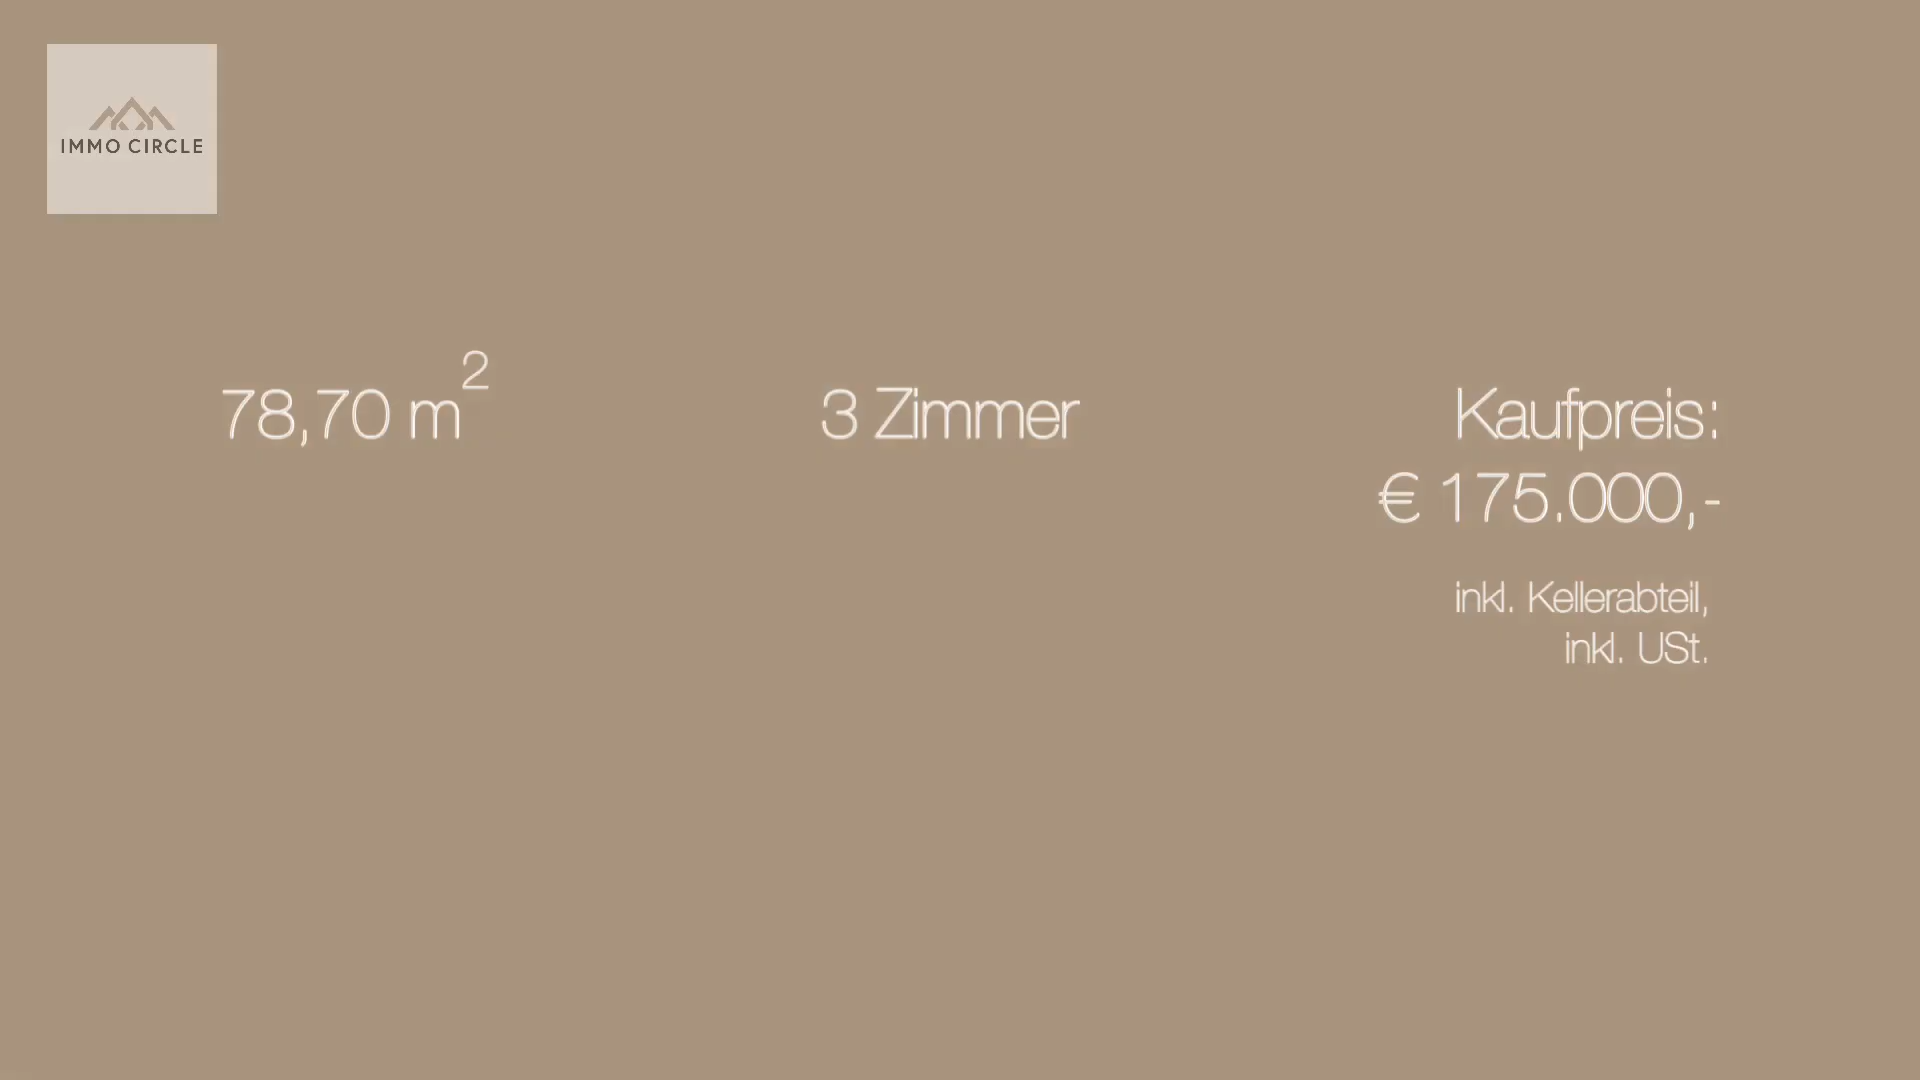 IMMO CIRCLE
78,70 m²
3 Zimmer
Kaufpreis:
€ 175.000,-
inkl. Kellerabteil,
inkl. USt.